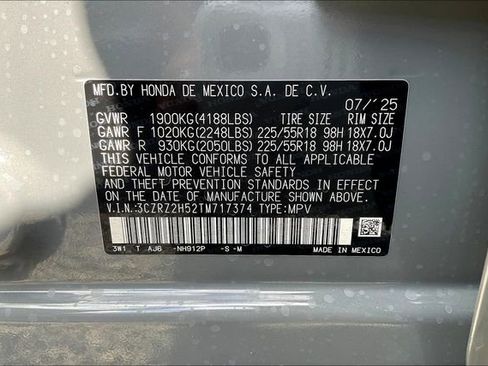 MFD.BY HONDA DE MEXICO S.A. DE C.V.
07/'25
GVWR 1900KG(4188LBS) TIRE SIZE RIM SIZE
GAWR F 1020KG(2248LBS) 225/55R18 98H 18X7.0J
GAWR R 930KG(2050LBS) 225/55R18 98H 18X7.0J
THIS VEHICLE CONFORMS TO ALL APPLICABLE
FEDERAL MOTOR VEHICLE SAFETY, BUMPER, AND
THEFT PREVENTION STANDARDS IN EFFECT ON
THE DATE OF MANUFACTURE SHOWN ABOVE.
V.I.N.:3CZRZ2H52TM717374 TYPE:MPV
3W1 T AJ6 -NH912P -S -M MADE IN MEXICO